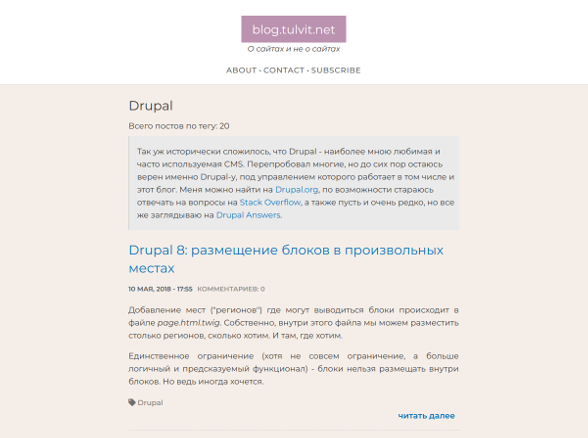 blog.tulvit.net
О сайтах и не о сайтах
ABOUT • CONTACT • SUBSCRIBE
Drupal
Всего постов по тегу: 20
Так уж исторически сложилось, что Drupal - наиболее мною любимая и
часто используемая CMS. Перепробовал многие, но до сих пор остаюсь
верен именно Drupal-у, под управлением которого работает в том числе и
этот блог. Меня можно найти на Drupal.org, по возможности стараюсь
отвечать на вопросы на Stack Overflow, а также пусть и очень редко, но все
же заглядываю на Drupal Answers.
Drupal 8: размещение блоков в произвольных
местах
10 МАЯ, 2018 - 17:55 КОММЕНТАРИЕВ: 0
Добавление мест ("регионов") где могут выводиться блоки происходит в
файле page.html.twig. Собственно, внутри этого файла мы можем разместить
столько регионов, сколько хотим. И там, где хотим.
Единственное ограничение (хотя не совсем ограничение, а больше
логичный и предсказуемый функционал) - блоки нельзя размещать внутри
блоков. Но ведь иногда хочется.
Drupal
читать далее